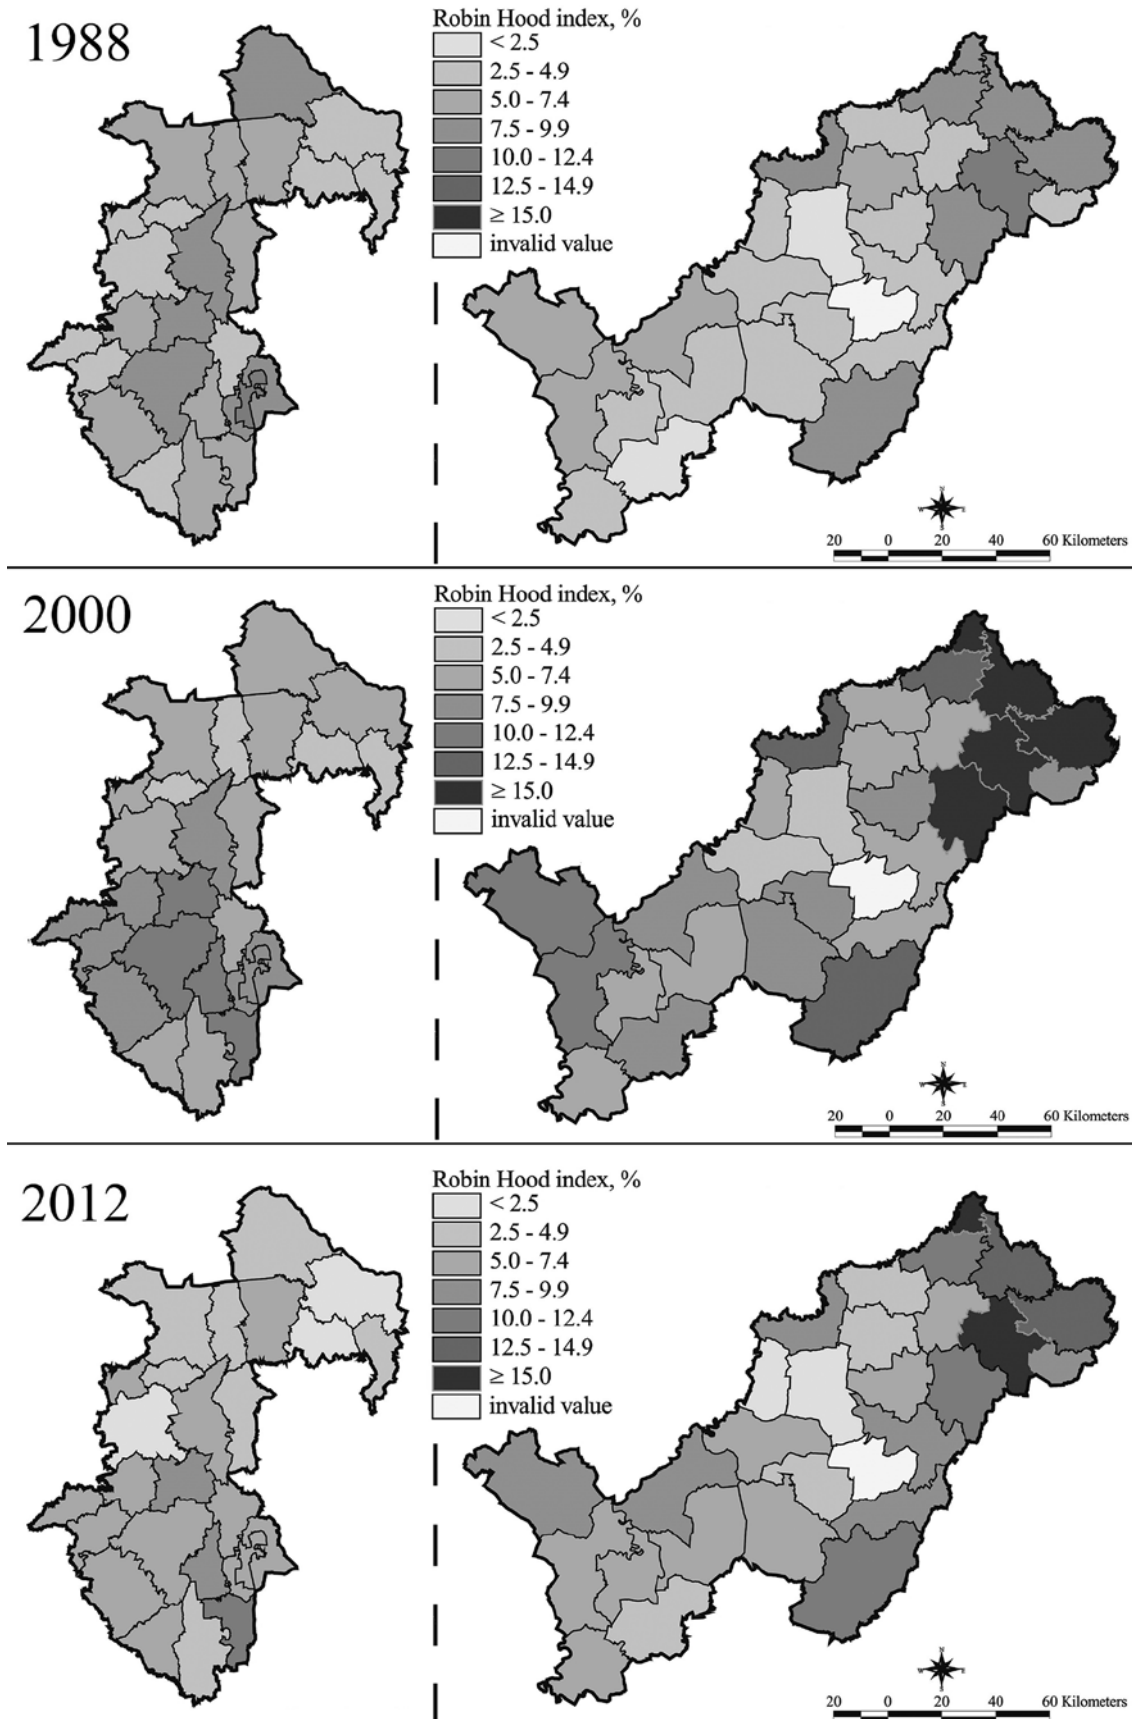 1988
Robin Hood index, %
< 2.5
2.5 - 4.9
5.0 - 7.4
7.5 - 9.9
10.0 - 12.4
12.5 - 14.9
≥ 15.0
invalid value
N
W E
S
20 0 20 40 60 Kilometers
2000
Robin Hood index, %
< 2.5
2.5 - 4.9
5.0 - 7.4
7.5 - 9.9
10.0 - 12.4
12.5 - 14.9
≥ 15.0
invalid value
N
W E
S
20 0 20 40 60 Kilometers
2012
Robin Hood index, %
< 2.5
2.5 - 4.9
5.0 - 7.4
7.5 - 9.9
10.0 - 12.4
12.5 - 14.9
≥ 15.0
invalid value
N
W E
S
20 0 20 40 60 Kilometers